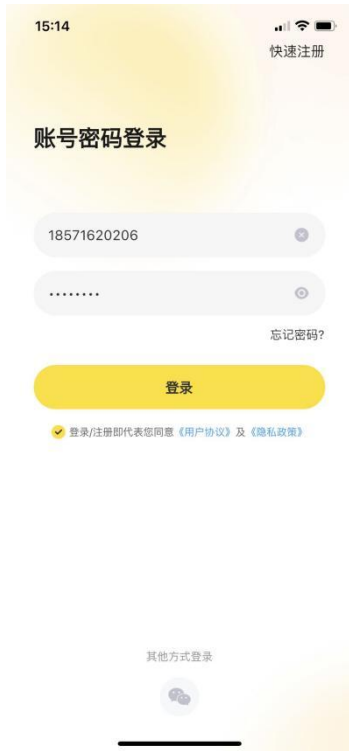 15:14
快速注册
账号密码登录
18571620206
········
忘记密码?
登录
登录/注册即代表您同意《用户协议》及《隐私政策》
其他方式登录